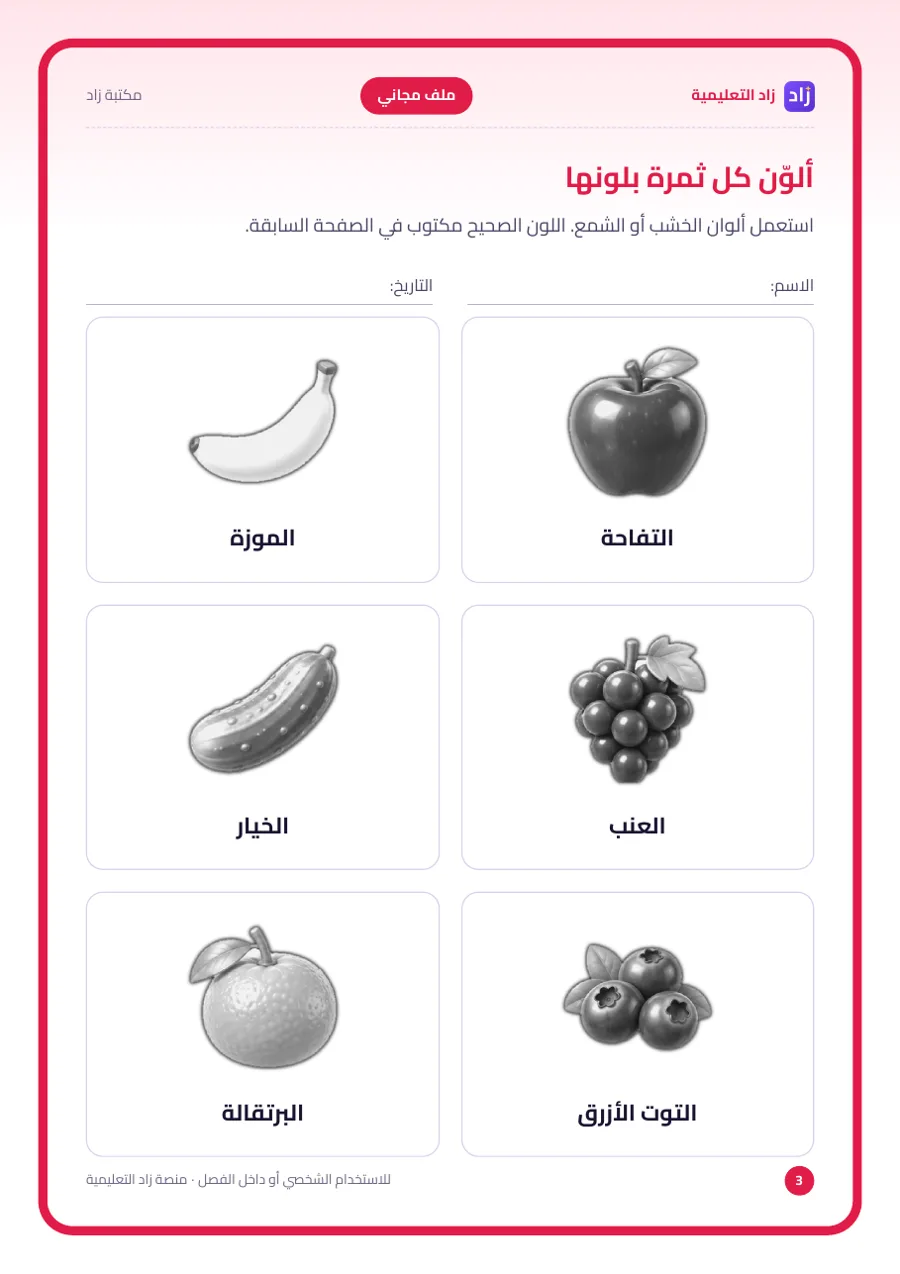 زاد زاد التعليمية
ملف مجاني
مكتبة زاد
ألوّن كل ثمرة بلونها
استعمل ألوان الخشب أو الشمع. اللون الصحيح مكتوب في الصفحة السابقة.
الاسم:
التاريخ:
التفاحة
الموزة
العنب
الخيار
التوت الأزرق
البرتقالة
3
للاستخدام الشخصي أو داخل الفصل · منصة زاد التعليمية